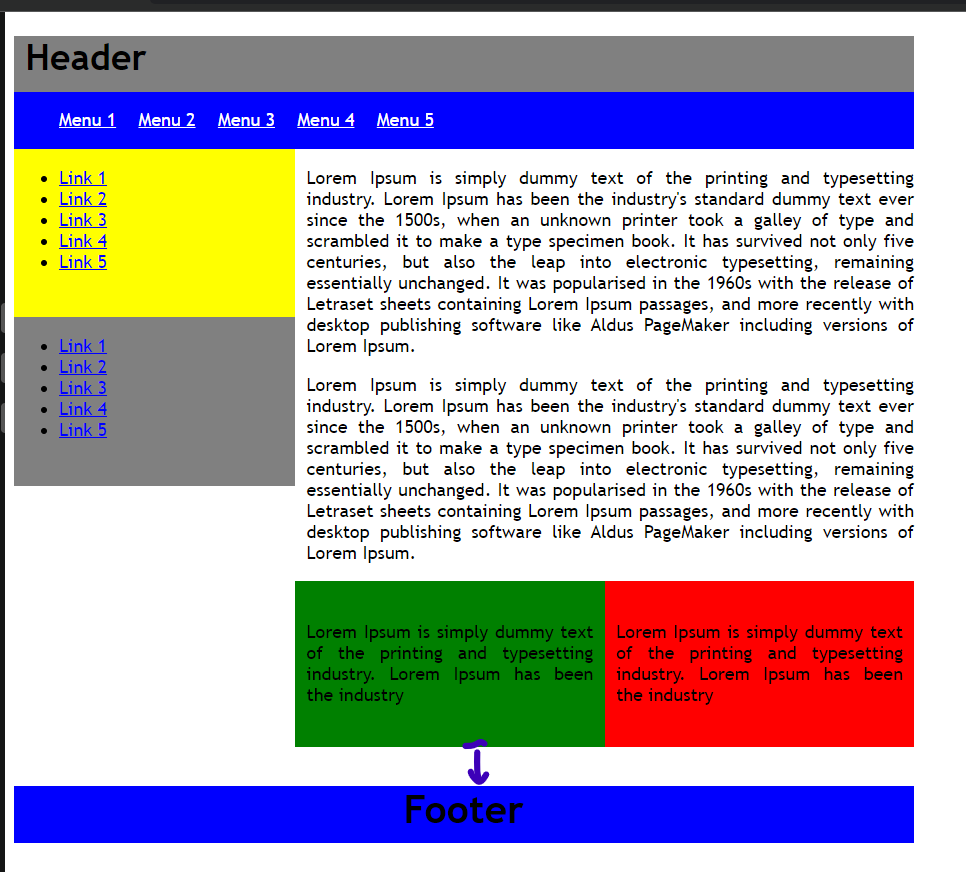 Header
Menu 1 Menu 2 Menu 3 Menu 4 Menu 5
Link 1
Link 2
Link 3
Link 4
Link 5
Link 1
Link 2
Link 3
Link 4
Link 5
Lorem Ipsum is simply dummy text of the printing and typesetting
industry. Lorem Ipsum has been the industry's standard dummy text ever
since the 1500s, when an unknown printer took a galley of type and
scrambled it to make a type specimen book. It has survived not only five
centuries, but also the leap into electronic typesetting, remaining
essentially unchanged. It was popularised in the 1960s with the release of
Letraset sheets containing Lorem Ipsum passages, and more recently with
desktop publishing software like Aldus PageMaker including versions of
Lorem Ipsum.
Lorem Ipsum is simply dummy text of the printing and typesetting
industry. Lorem Ipsum has been the industry's standard dummy text ever
since the 1500s, when an unknown printer took a galley of type and
scrambled it to make a type specimen book. It has survived not only five
centuries, but also the leap into electronic typesetting, remaining
essentially unchanged. It was popularised in the 1960s with the release of
Letraset sheets containing Lorem Ipsum passages, and more recently with
desktop publishing software like Aldus PageMaker including versions of
Lorem Ipsum.
Lorem Ipsum is simply dummy text
of the printing and typesetting
industry. Lorem Ipsum has been
the industry
Lorem Ipsum is simply dummy text
of the printing and typesetting
industry. Lorem Ipsum has been
the industry
Footer